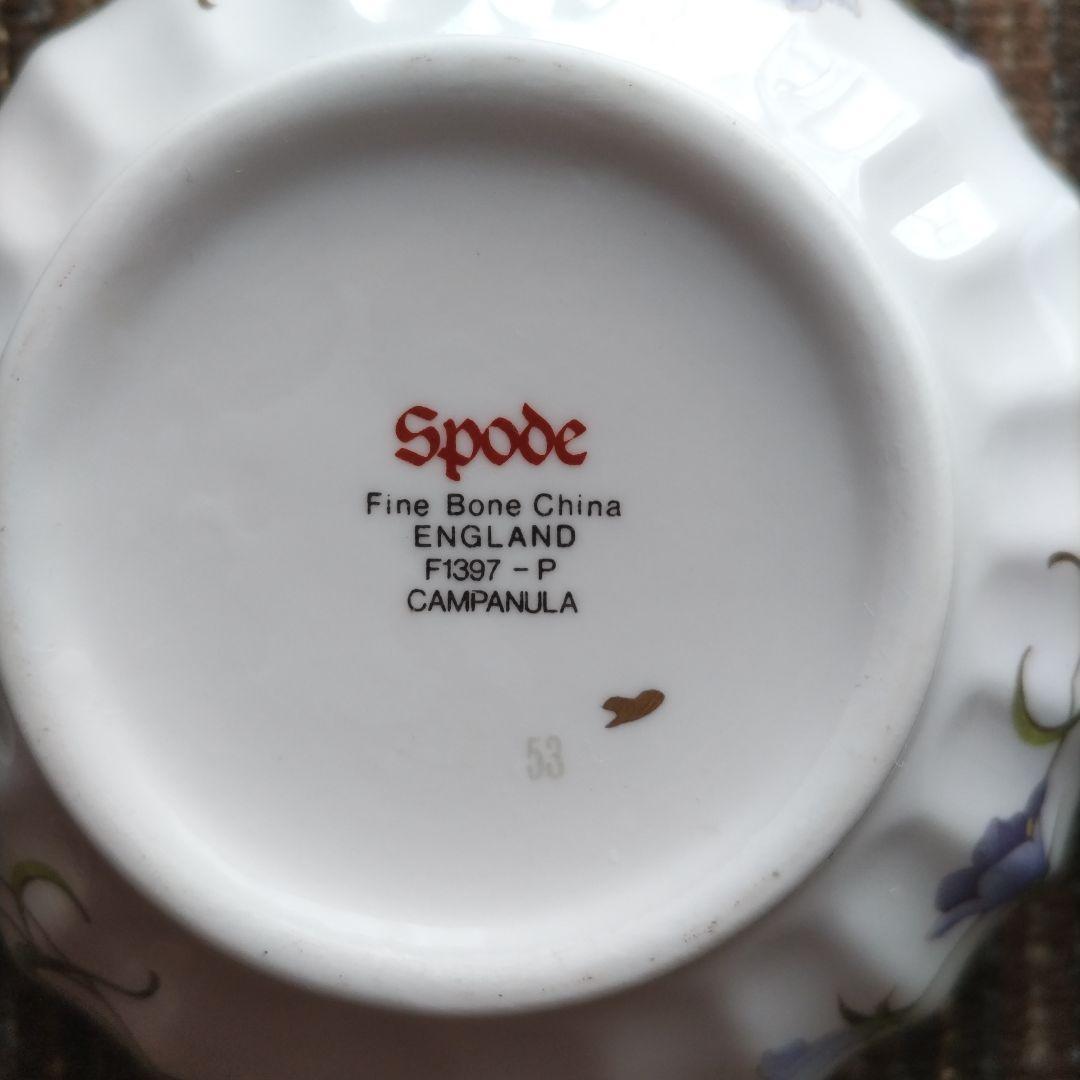 Spode
Fine Bone China
ENGLAND
F1397 - P
CAMPANULA
53